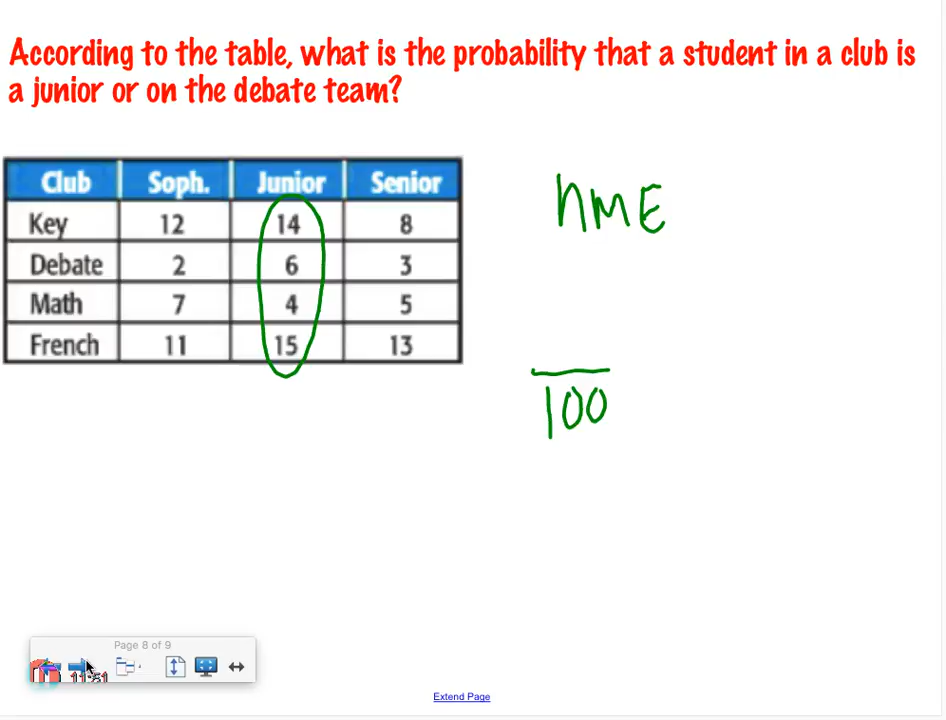 According to the table, what is the probability that a student in a club is
a junior or on the debate team?
Club Soph. Junior Senior
Key 12 14 8
Debate 2 6 3
Math 7 4 5
French 11 15 13
NME
100
Page 8 of 9
11:51
Extend Page